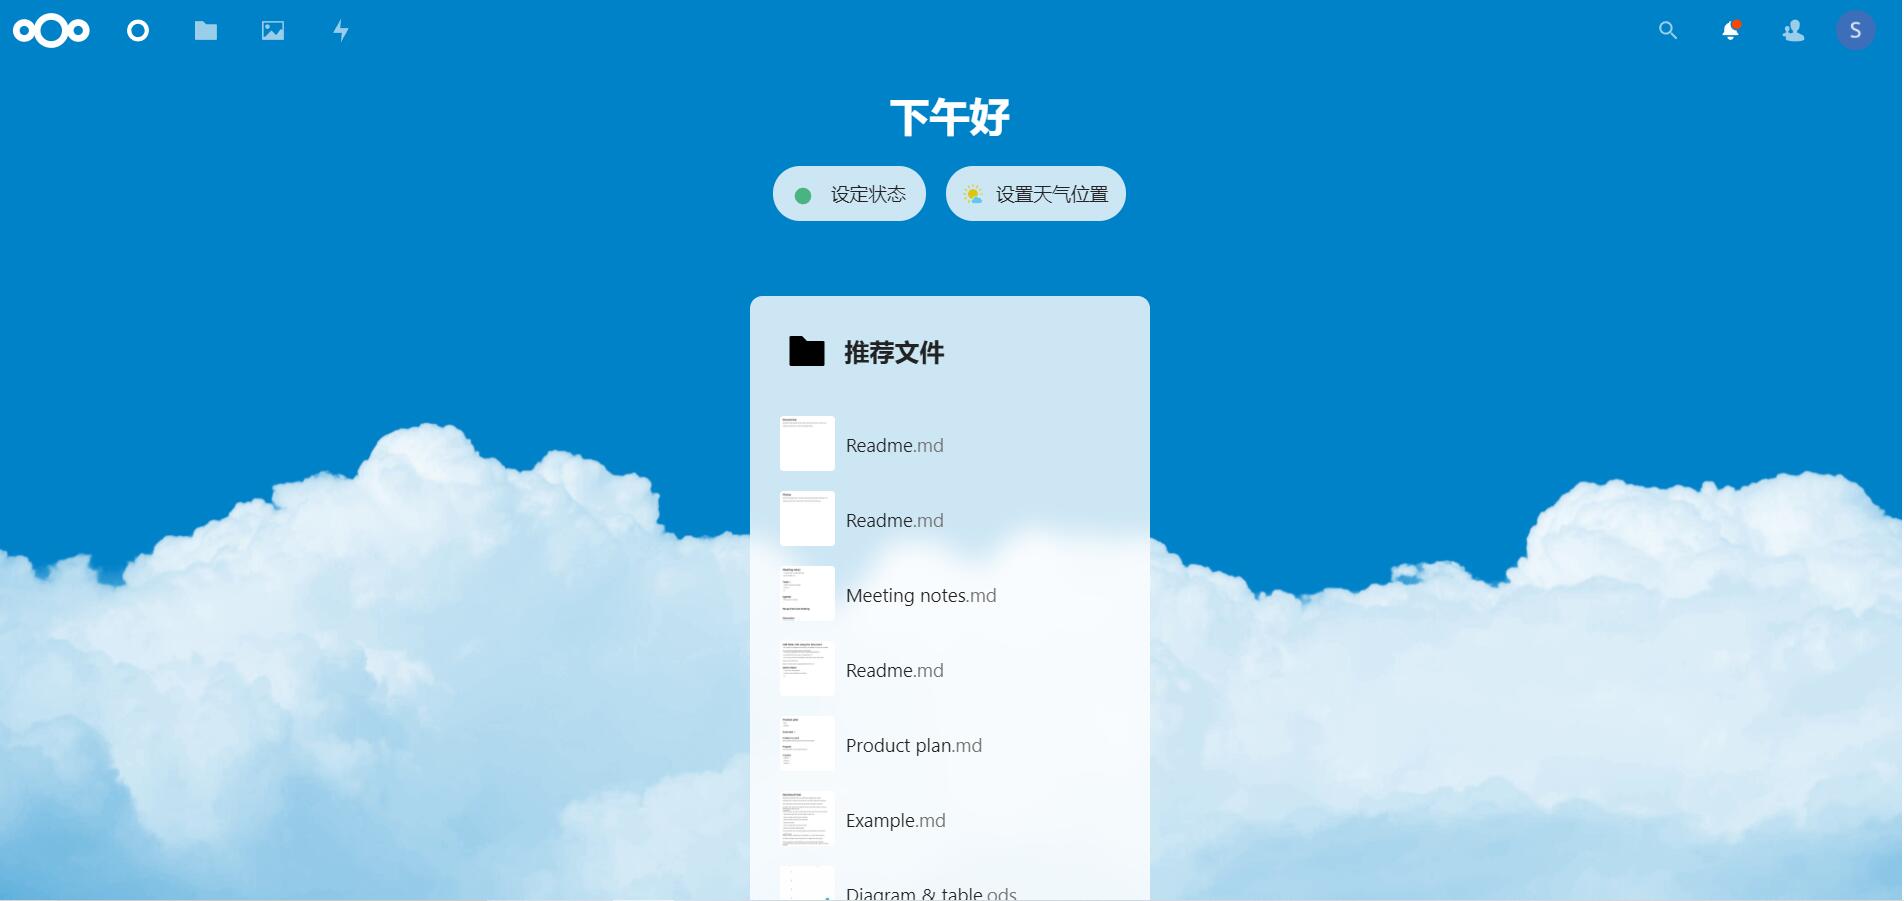 S
下午好
设定状态
设置天气位置
推荐文件
Readme.md
Readme.md
Meeting notes.md
Readme.md
Product plan.md
Example.md
Diagram & table.ods